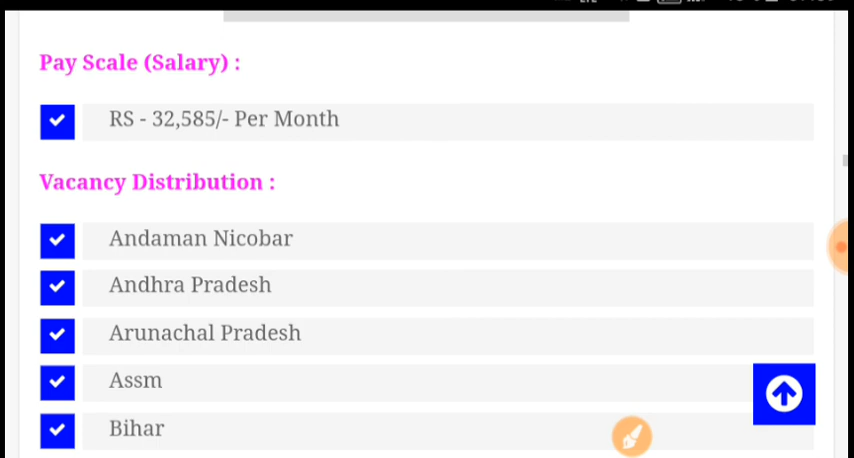 Pay Scale (Salary) :
RS - 32,585/- Per Month
Vacancy Distribution :
Andaman Nicobar
Andhra Pradesh
Arunachal Pradesh
Assm
Bihar